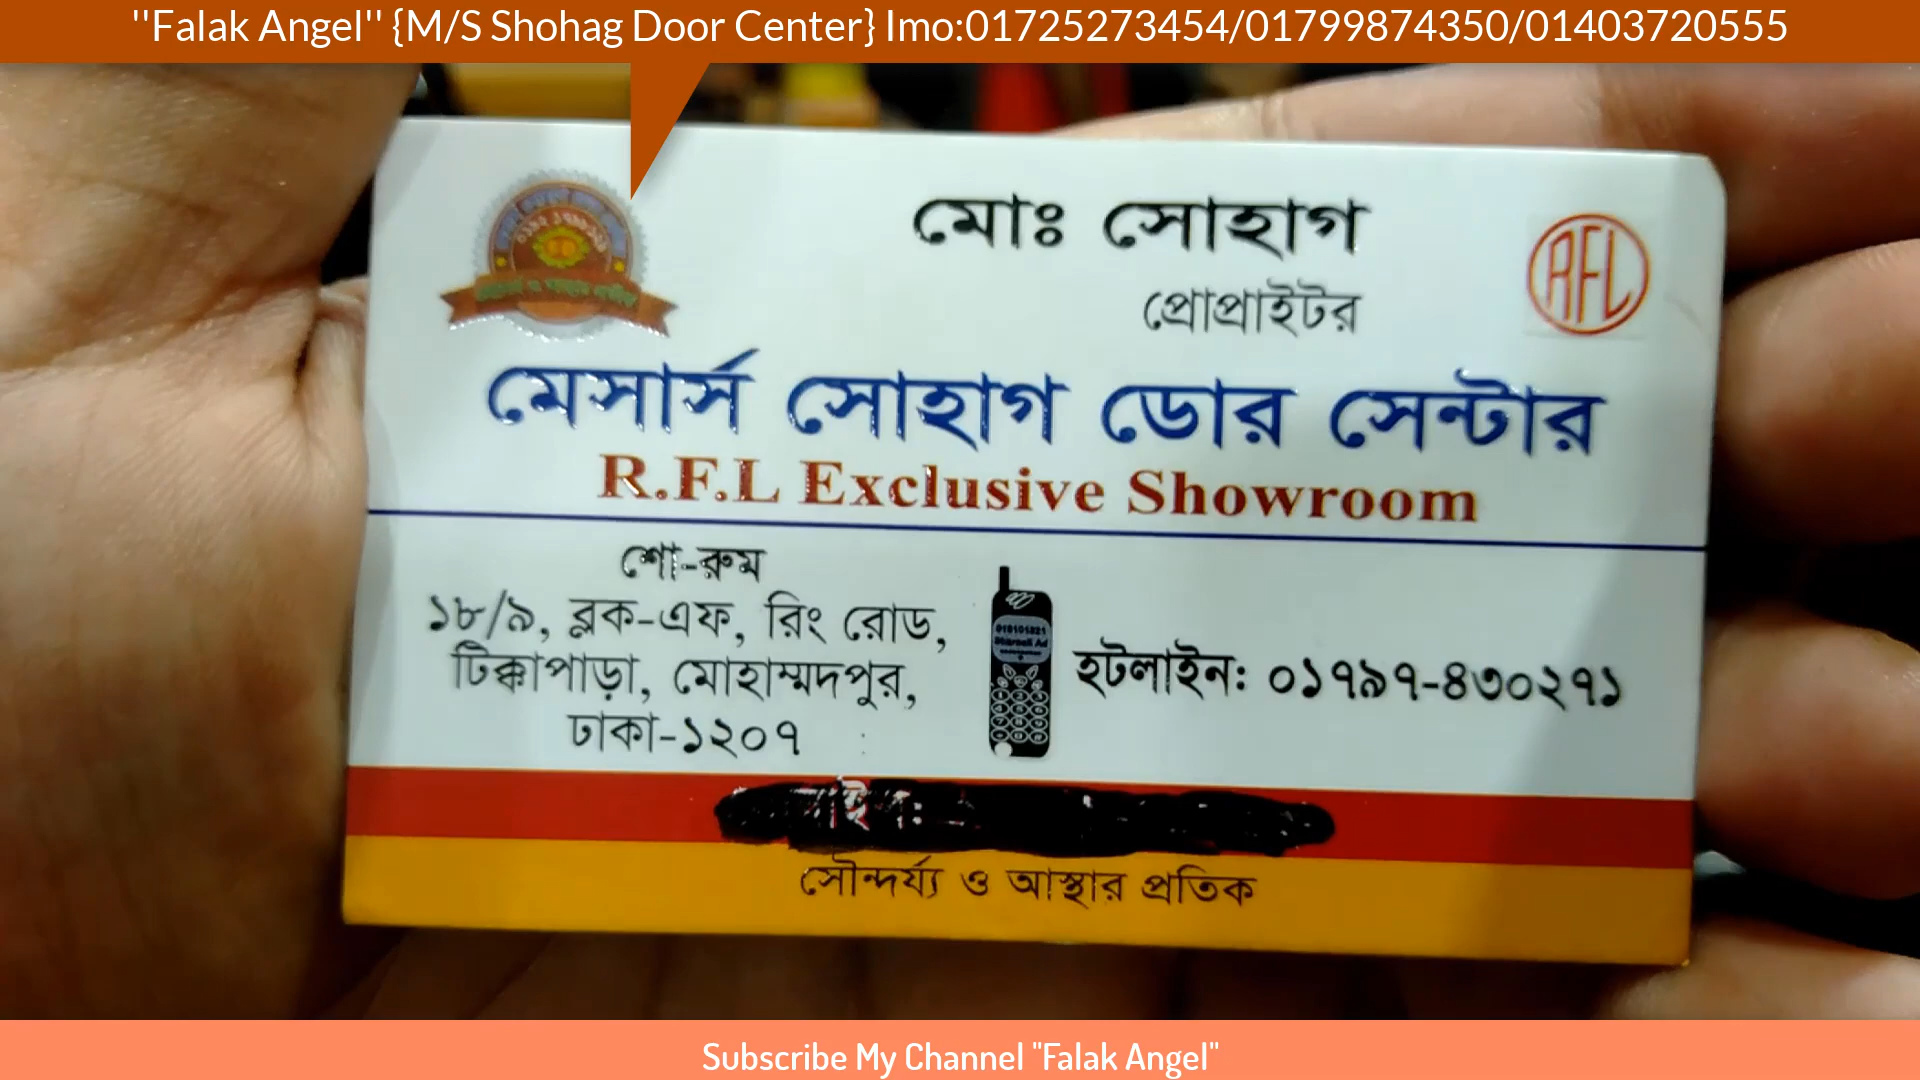 ''Falak Angel'' {M/S Shohag Door Center} Imo:01725273454/01799874350/01403720555
মোঃ সোহাগ
প্রোপ্রাইটর
RFL
মেসার্স সোহাগ ডোর সেন্টার
R.F.L Exclusive Showroom
শো-রুম
১৮/৯, ব্লক-এফ, রিং রোড,
টিক্কাপাড়া, মোহাম্মদপুর,
ঢাকা-১২০৭
হটলাইন: ০১৭৯৭-৪৩০২৭১
সৌন্দর্য্য ও আস্থার প্রতিক
Subscribe My Channel "Falak Angel"